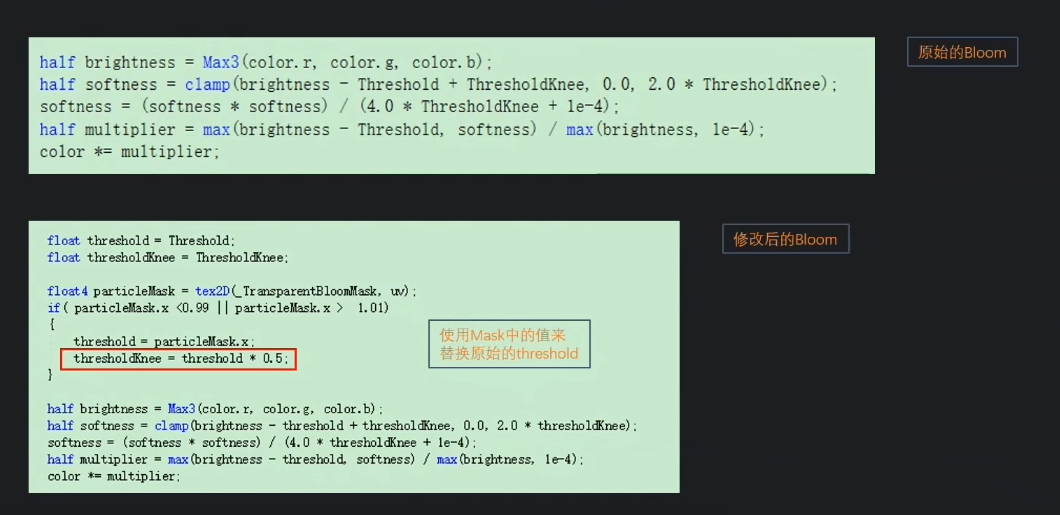 原始的Bloom
half brightness = Max3(color.r, color.g, color.b);
half softness = clamp(brightness - Threshold + ThresholdKnee, 0.0, 2.0 * ThresholdKnee);
softness = (softness * softness) / (4.0 * ThresholdKnee + 1e-4);
half multiplier = max(brightness - Threshold, softness) / max(brightness, 1e-4);
color *= multiplier;
修改后的Bloom
float threshold = Threshold;
float thresholdKnee = ThresholdKnee;
float4 particleMask = tex2D(_TransparentBloomMask, uv);
if( particleMask.x <0.99 || particleMask.x > 1.01)
{
threshold = particleMask.x;
thresholdKnee = threshold * 0.5;
}
使用Mask中的值来
替换原始的threshold
half brightness = Max3(color.r, color.g, color.b);
half softness = clamp(brightness - threshold + thresholdKnee, 0.0, 2.0 * thresholdKnee);
softness = (softness * softness) / (4.0 * thresholdKnee + 1e-4);
half multiplier = max(brightness - threshold, softness) / max(brightness, 1e-4);
color *= multiplier;